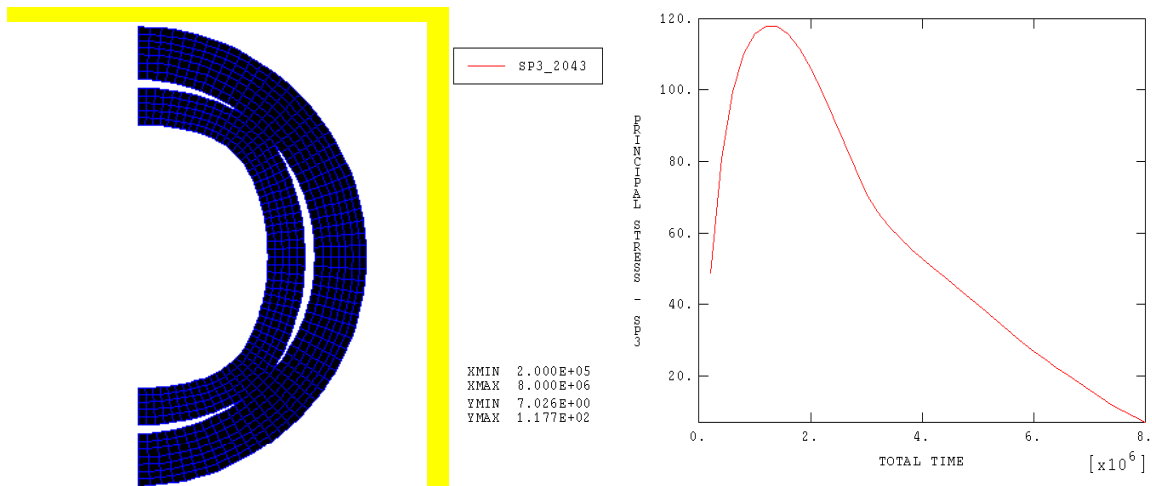 SP3_2043
XMIN 2.000E+05
XMAX 8.000E+06
YMIN 7.026E+00
YMAX 1.177E+02
120.
100.
80.
60.
40.
20.
PRINCIPAL STRESS - SP3
0. 2. 4. 6. 8.
TOTAL TIME
[x10^6]